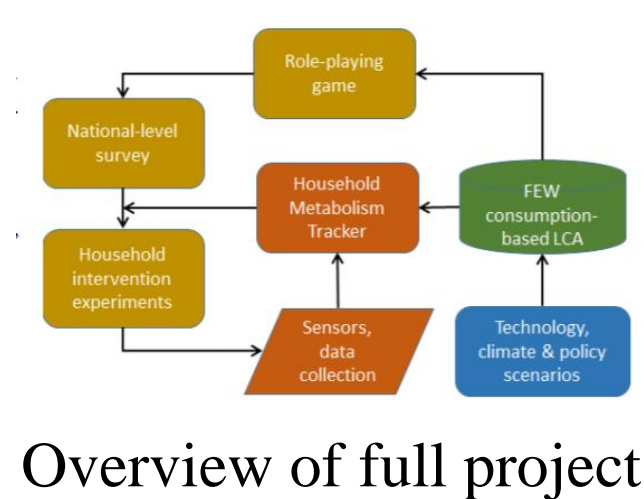 Role-playing
game
National-level
survey
Household
Metabolism
Tracker
FEW
consumption-
based LCA
Household
intervention
experiments
Sensors,
data
collection
Technology,
climate & policy
scenarios
Overview of full project